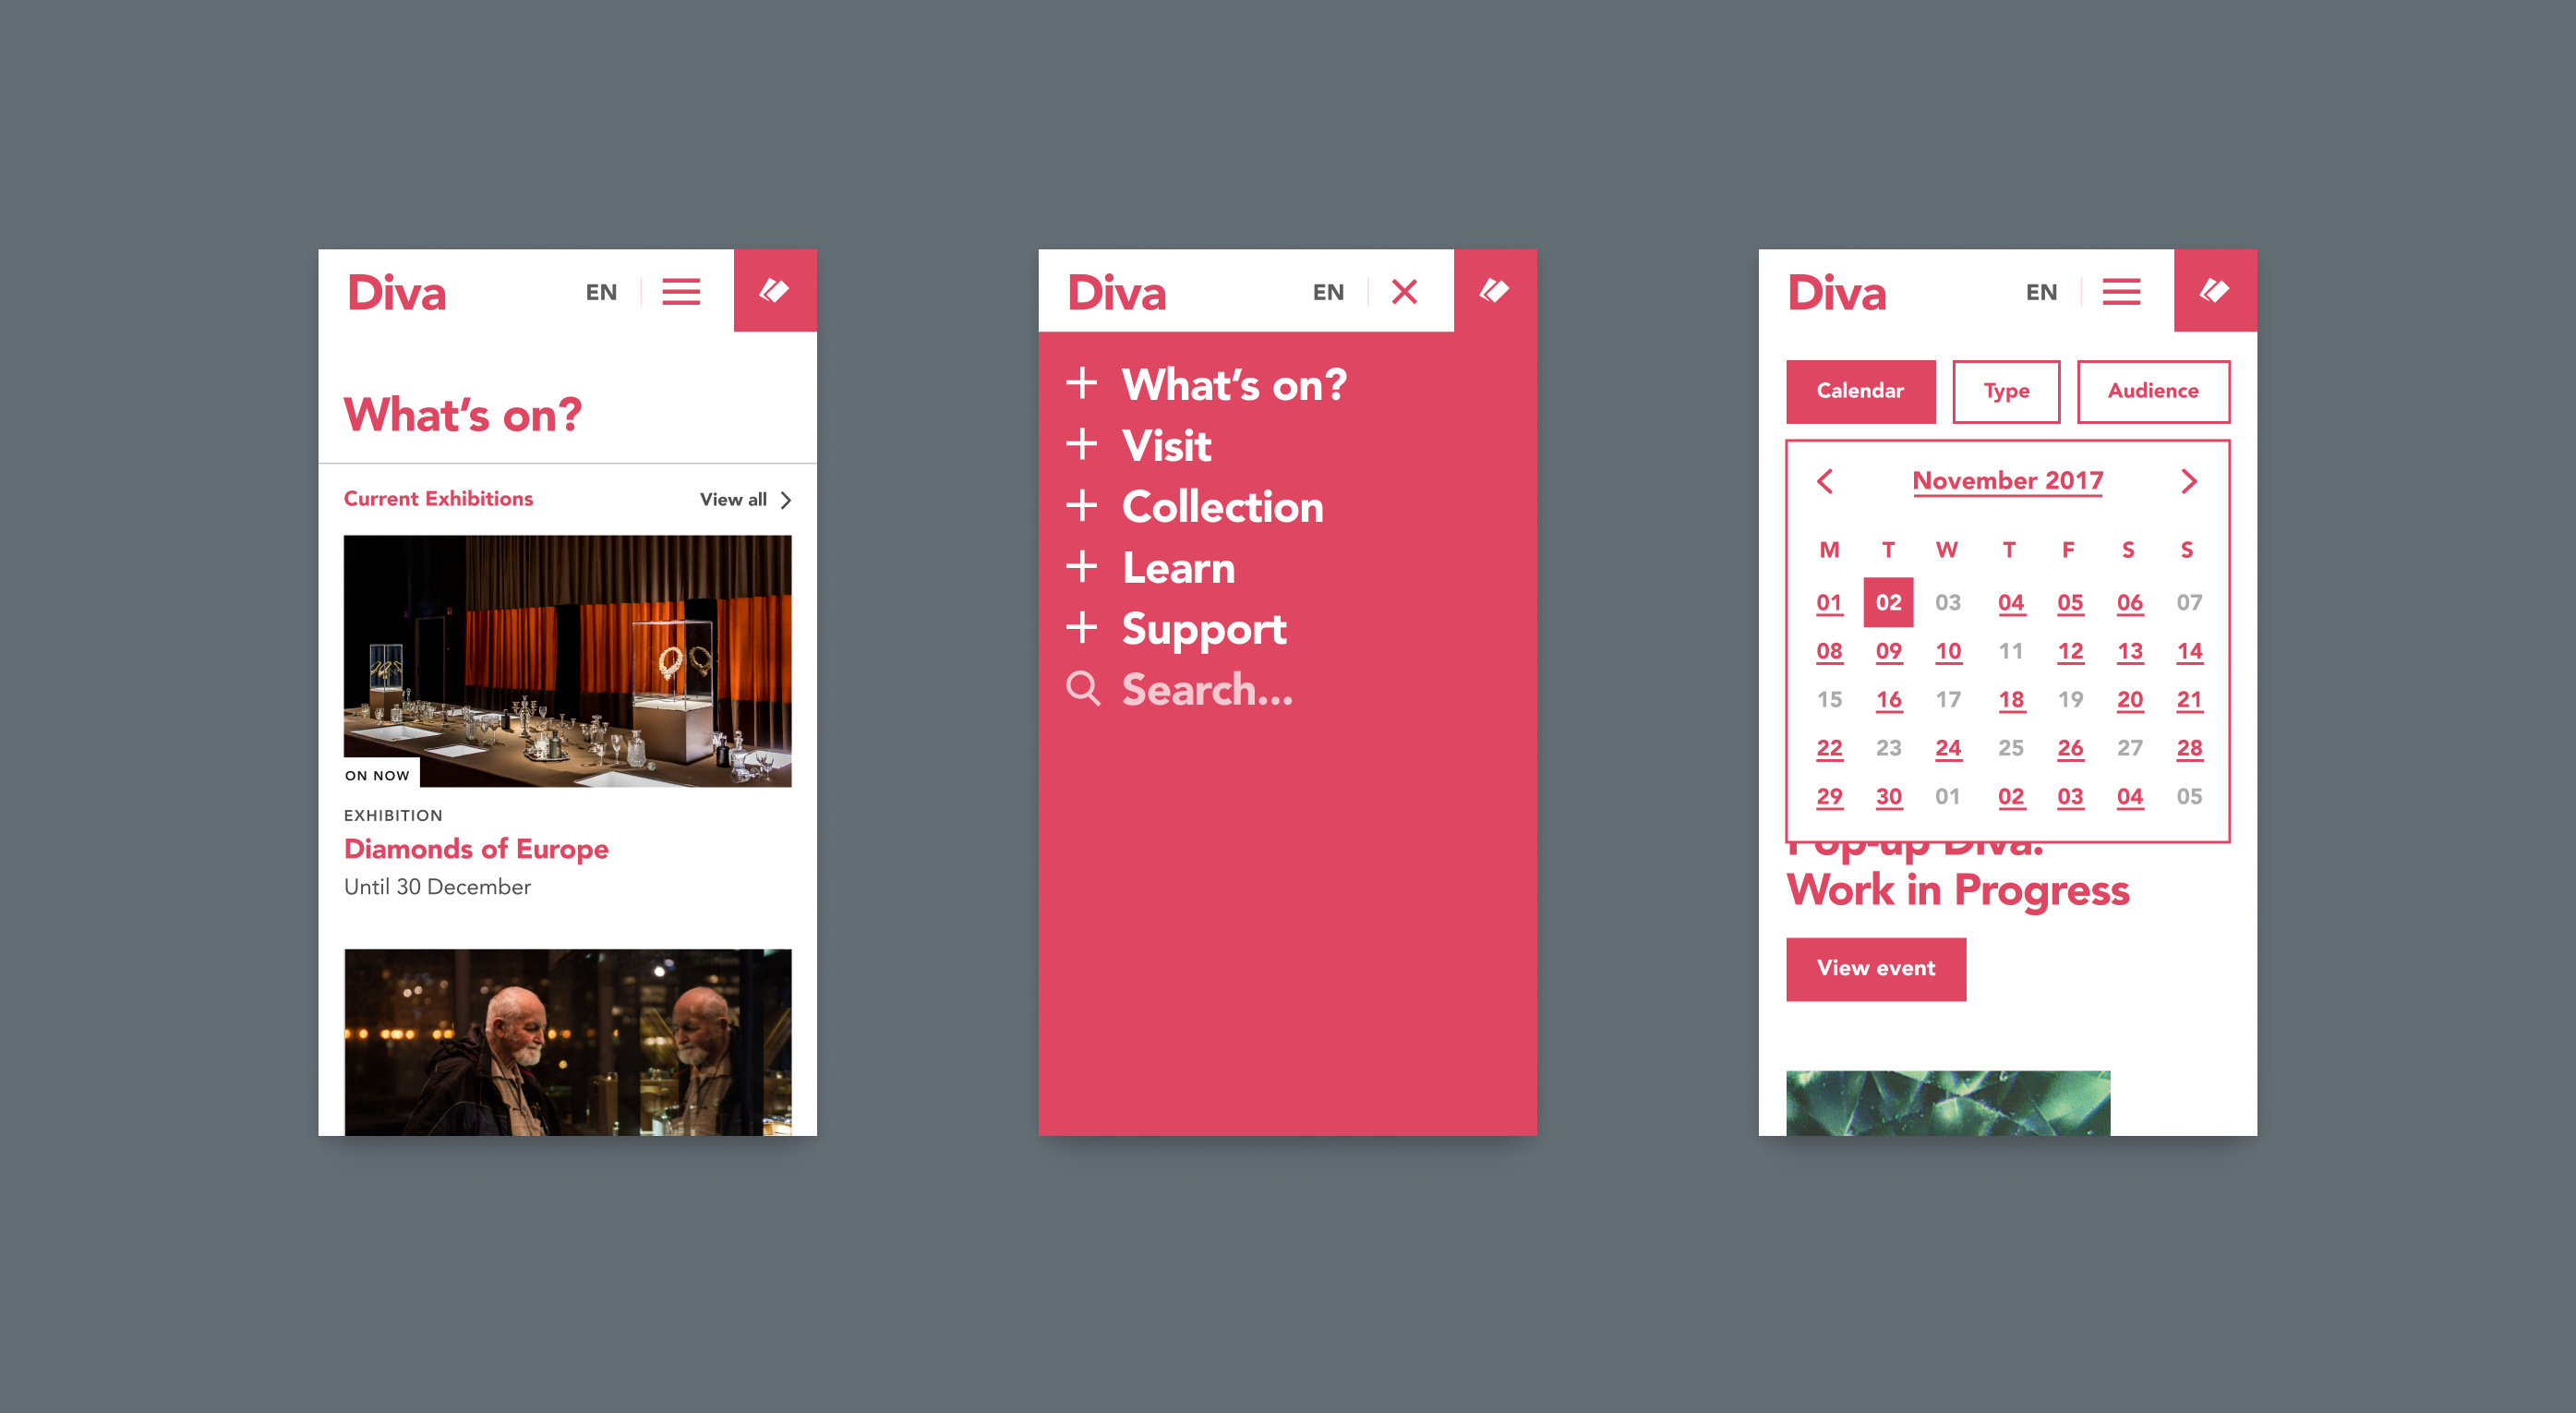 Diva
EN
What's on?
Current Exhibitions
View all
ON NOW
EXHIBITION
Diamonds of Europe
Until 30 December
Diva
EN
What's on?
Visit
Collection
Learn
Support
Search...
Diva
EN
Calendar Type Audience
November 2017
M T W T F S S
01 02 03 04 05 06 07
08 09 10 11 12 13 14
15 16 17 18 19 20 21
22 23 24 25 26 27 28
29 30 01 02 03 04 05
Pop-up Diva:
Work in Progress
View event